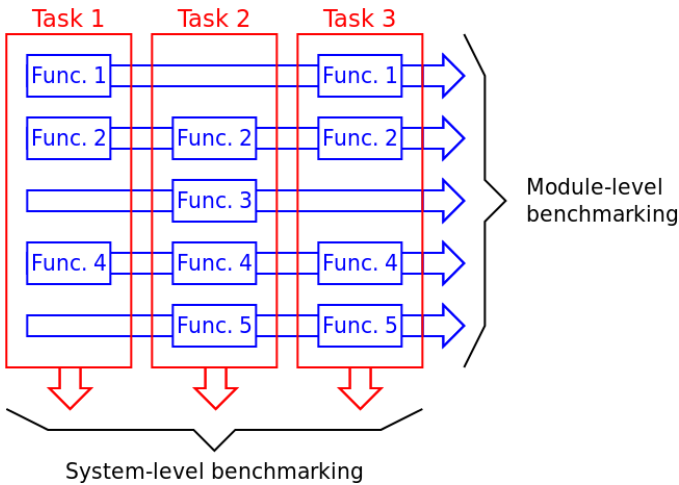 Task 1 Task 2 Task 3
Func. 1 Func. 1
Func. 2 Func. 2 Func. 2
Func. 3
Module-level
benchmarking
Func. 4 Func. 4 Func. 4
Func. 5 Func. 5
System-level benchmarking